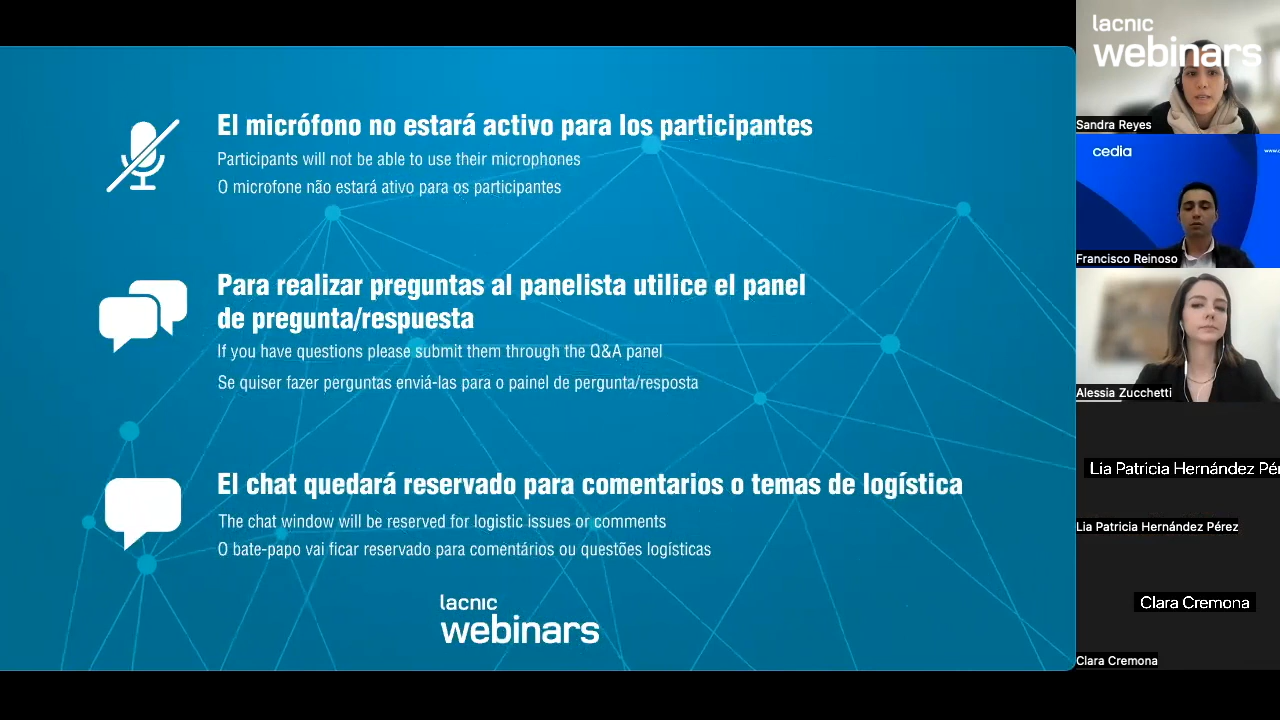 El micrófono no estará activo para los participantes
Participants will not be able to use their microphones
O microfone não estará ativo para os participantes
Para realizar preguntas al panelista utilice el panel
de pregunta/respuesta
If you have questions please submit them through the Q&A panel
Se quiser fazer perguntas enviá-las para o painel de pergunta/resposta
El chat quedará reservado para comentarios o temas de logística
The chat window will be reserved for logistic issues or comments
O bate-papo vai ficar reservado para comentários ou questões logísticas
lacnic
webinars
lacnic
webinars
Sandra Reyes
cedia
Francisco Reinoso
Alessia Zucchetti
Lia Patricia Hernández
Lia Patricia Hernández Pérez
Clara Cremona
Clara Cremona